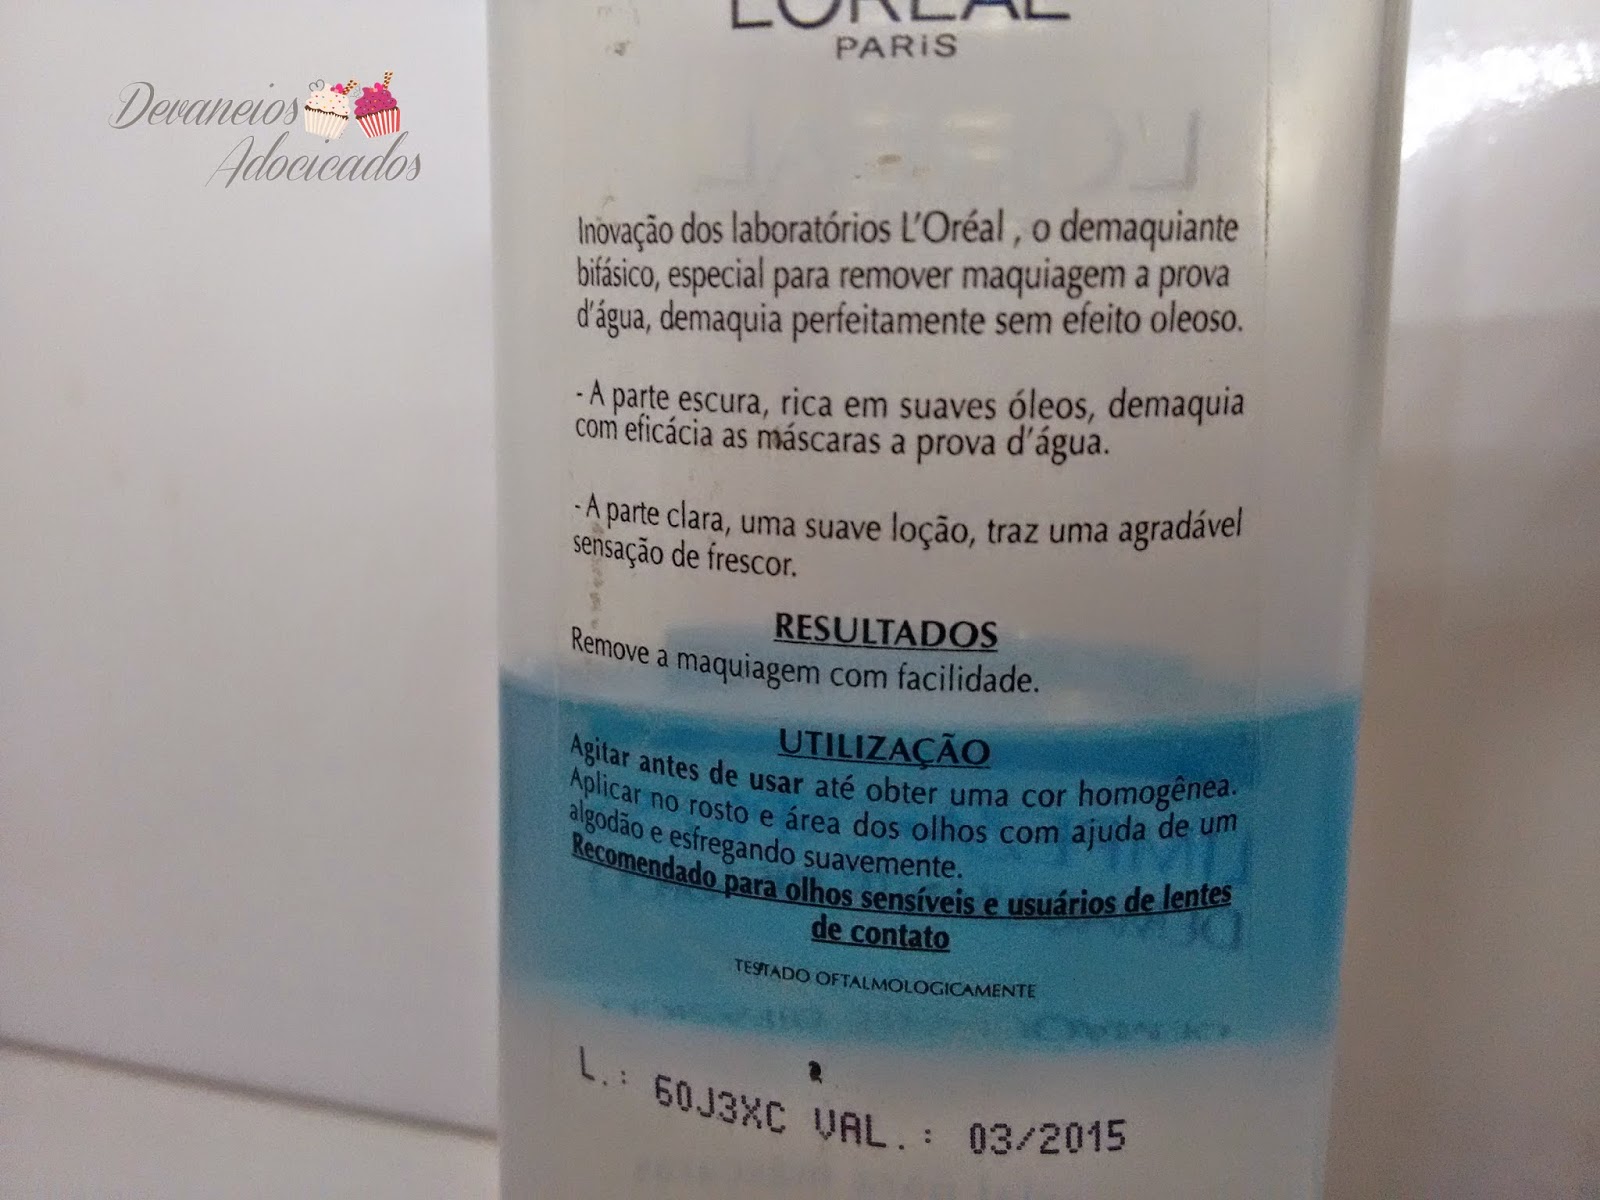 Devaneios
Adocicados
L'ORÉAL
PARiS
Inovação dos laboratórios L'Oréal , o demaquiante
bifásico, especial para remover maquiagem a prova
d'água, demaquia perfeitamente sem efeito oleoso.
- A parte escura, rica em suaves óleos, demaquia
com eficácia as máscaras a prova d'água.
- A parte clara, uma suave loção, traz uma agradável
sensação de frescor.
RESULTADOS
Remove a maquiagem com facilidade.
UTILIZAÇÃO
Agitar antes de usar até obter uma cor homogênea.
Aplicar no rosto e área dos olhos com ajuda de um
algodão e esfregando suavemente.
Recomendado para olhos sensíveis e usuários de lentes
de contato
TESTADO OFTALMOLOGICAMENTE
L.: 60J3XC VAL.: 03/2015